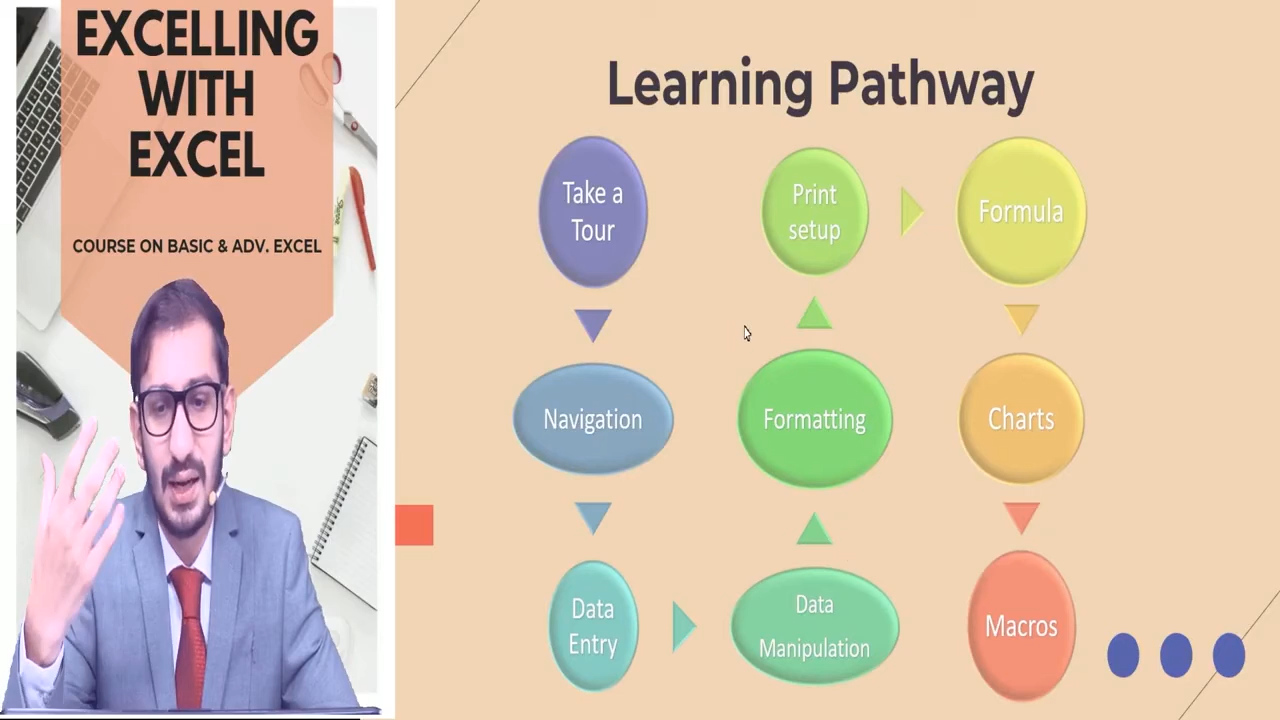 EXCELLING
WITH
EXCEL
COURSE ON BASIC & ADV. EXCEL
Learning Pathway
Take a
Tour
Navigation
Data
Entry
Data
Manipulation
Formatting
Print
setup
Formula
Charts
Macros